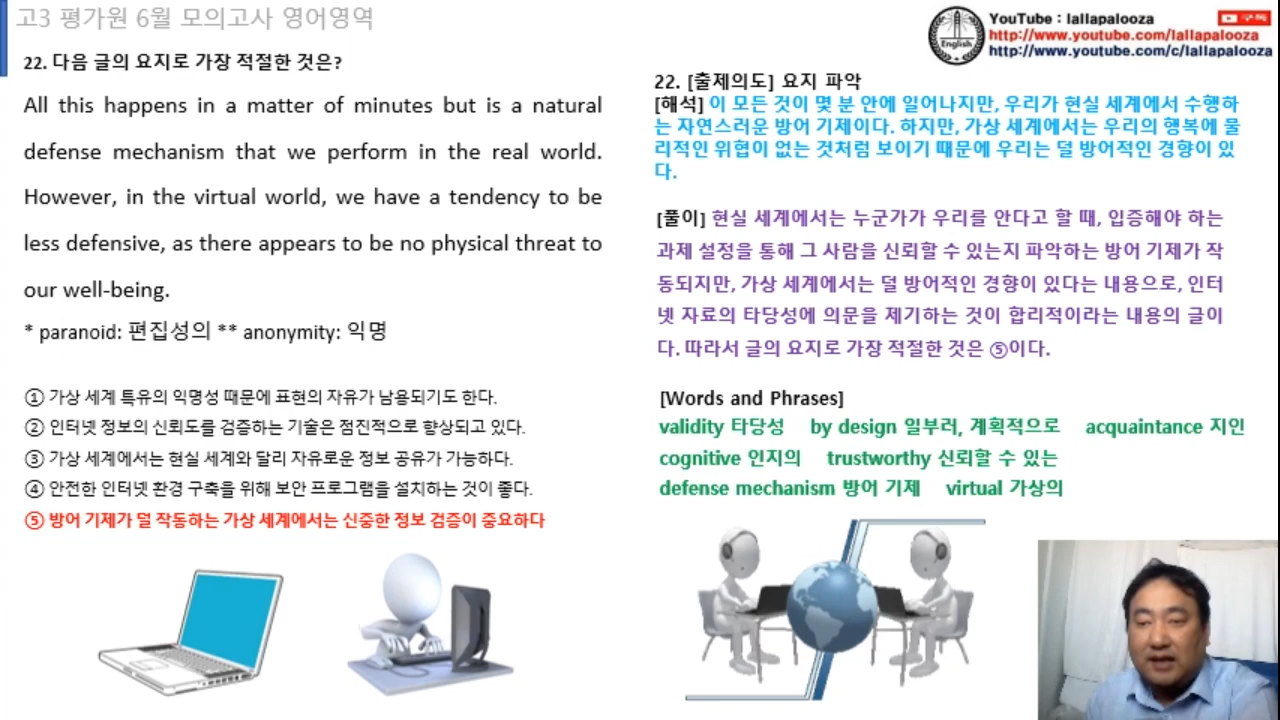 고3 평가원 6월 모의고사 영어영역
YouTube : lallapalooza
구독
http://www.youtube.com/lallapalooza
http://www.youtube.com/c/lallapalooza
English
22. 다음 글의 요지로 가장 적절한 것은?
All this happens in a matter of minutes but is a natural
defense mechanism that we perform in the real world.
However, in the virtual world, we have a tendency to be
less defensive, as there appears to be no physical threat to
our well-being.
* paranoid: 편집성의 ** anonymity: 익명
① 가상 세계 특유의 익명성 때문에 표현의 자유가 남용되기도 한다.
② 인터넷 정보의 신뢰도를 검증하는 기술은 점진적으로 향상되고 있다.
③ 가상 세계에서는 현실 세계와 달리 자유로운 정보 공유가 가능하다.
④ 안전한 인터넷 환경 구축을 위해 보안 프로그램을 설치하는 것이 좋다.
⑤ 방어 기제가 덜 작동하는 가상 세계에서는 신중한 정보 검증이 중요하다
22. [출제의도] 요지 파악
[해석] 이 모든 것이 몇 분 안에 일어나지만, 우리가 현실 세계에서 수행하
는 자연스러운 방어 기제이다. 하지만, 가상 세계에서는 우리의 행복에 물
리적인 위협이 없는 것처럼 보이기 때문에 우리는 덜 방어적인 경향이 있
다.
[풀이] 현실 세계에서는 누군가가 우리를 안다고 할 때, 입증해야 하는
과제 설정을 통해 그 사람을 신뢰할 수 있는지 파악하는 방어 기제가 작
동되지만, 가상 세계에서는 덜 방어적인 경향이 있다는 내용으로, 인터
넷 자료의 타당성에 의문을 제기하는 것이 합리적이라는 내용의 글이
다. 따라서 글의 요지로 가장 적절한 것은 ⑤이다.
[Words and Phrases]
validity 타당성 by design 일부러, 계획적으로 acquaintance 지인
cognitive 인지의 trustworthy 신뢰할 수 있는
defense mechanism 방어 기제 virtual 가상의